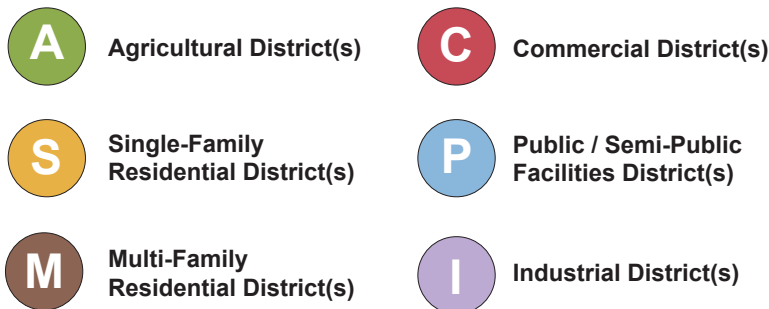 A
Agricultural District(s)
S
Single-Family
Residential District(s)
M
Multi-Family
Residential District(s)
C
Commercial District(s)
P
Public / Semi-Public
Facilities District(s)
I
Industrial District(s)